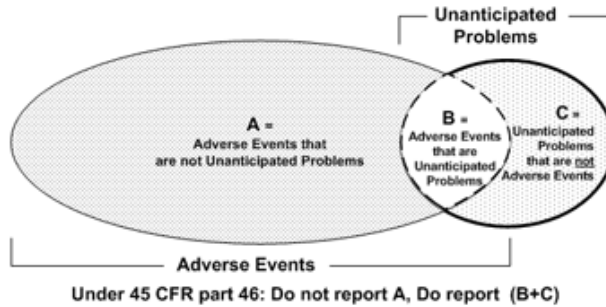 Unanticipated
Problems
A =
Adverse Events that
are not Unanticipated Problems
B =
Adverse Events
that are
Unanticipated
Problems
C =
Unanticipated
Problems
that are not
Adverse Events
Adverse Events
Under 45 CFR part 46: Do not report A, Do report (B+C)